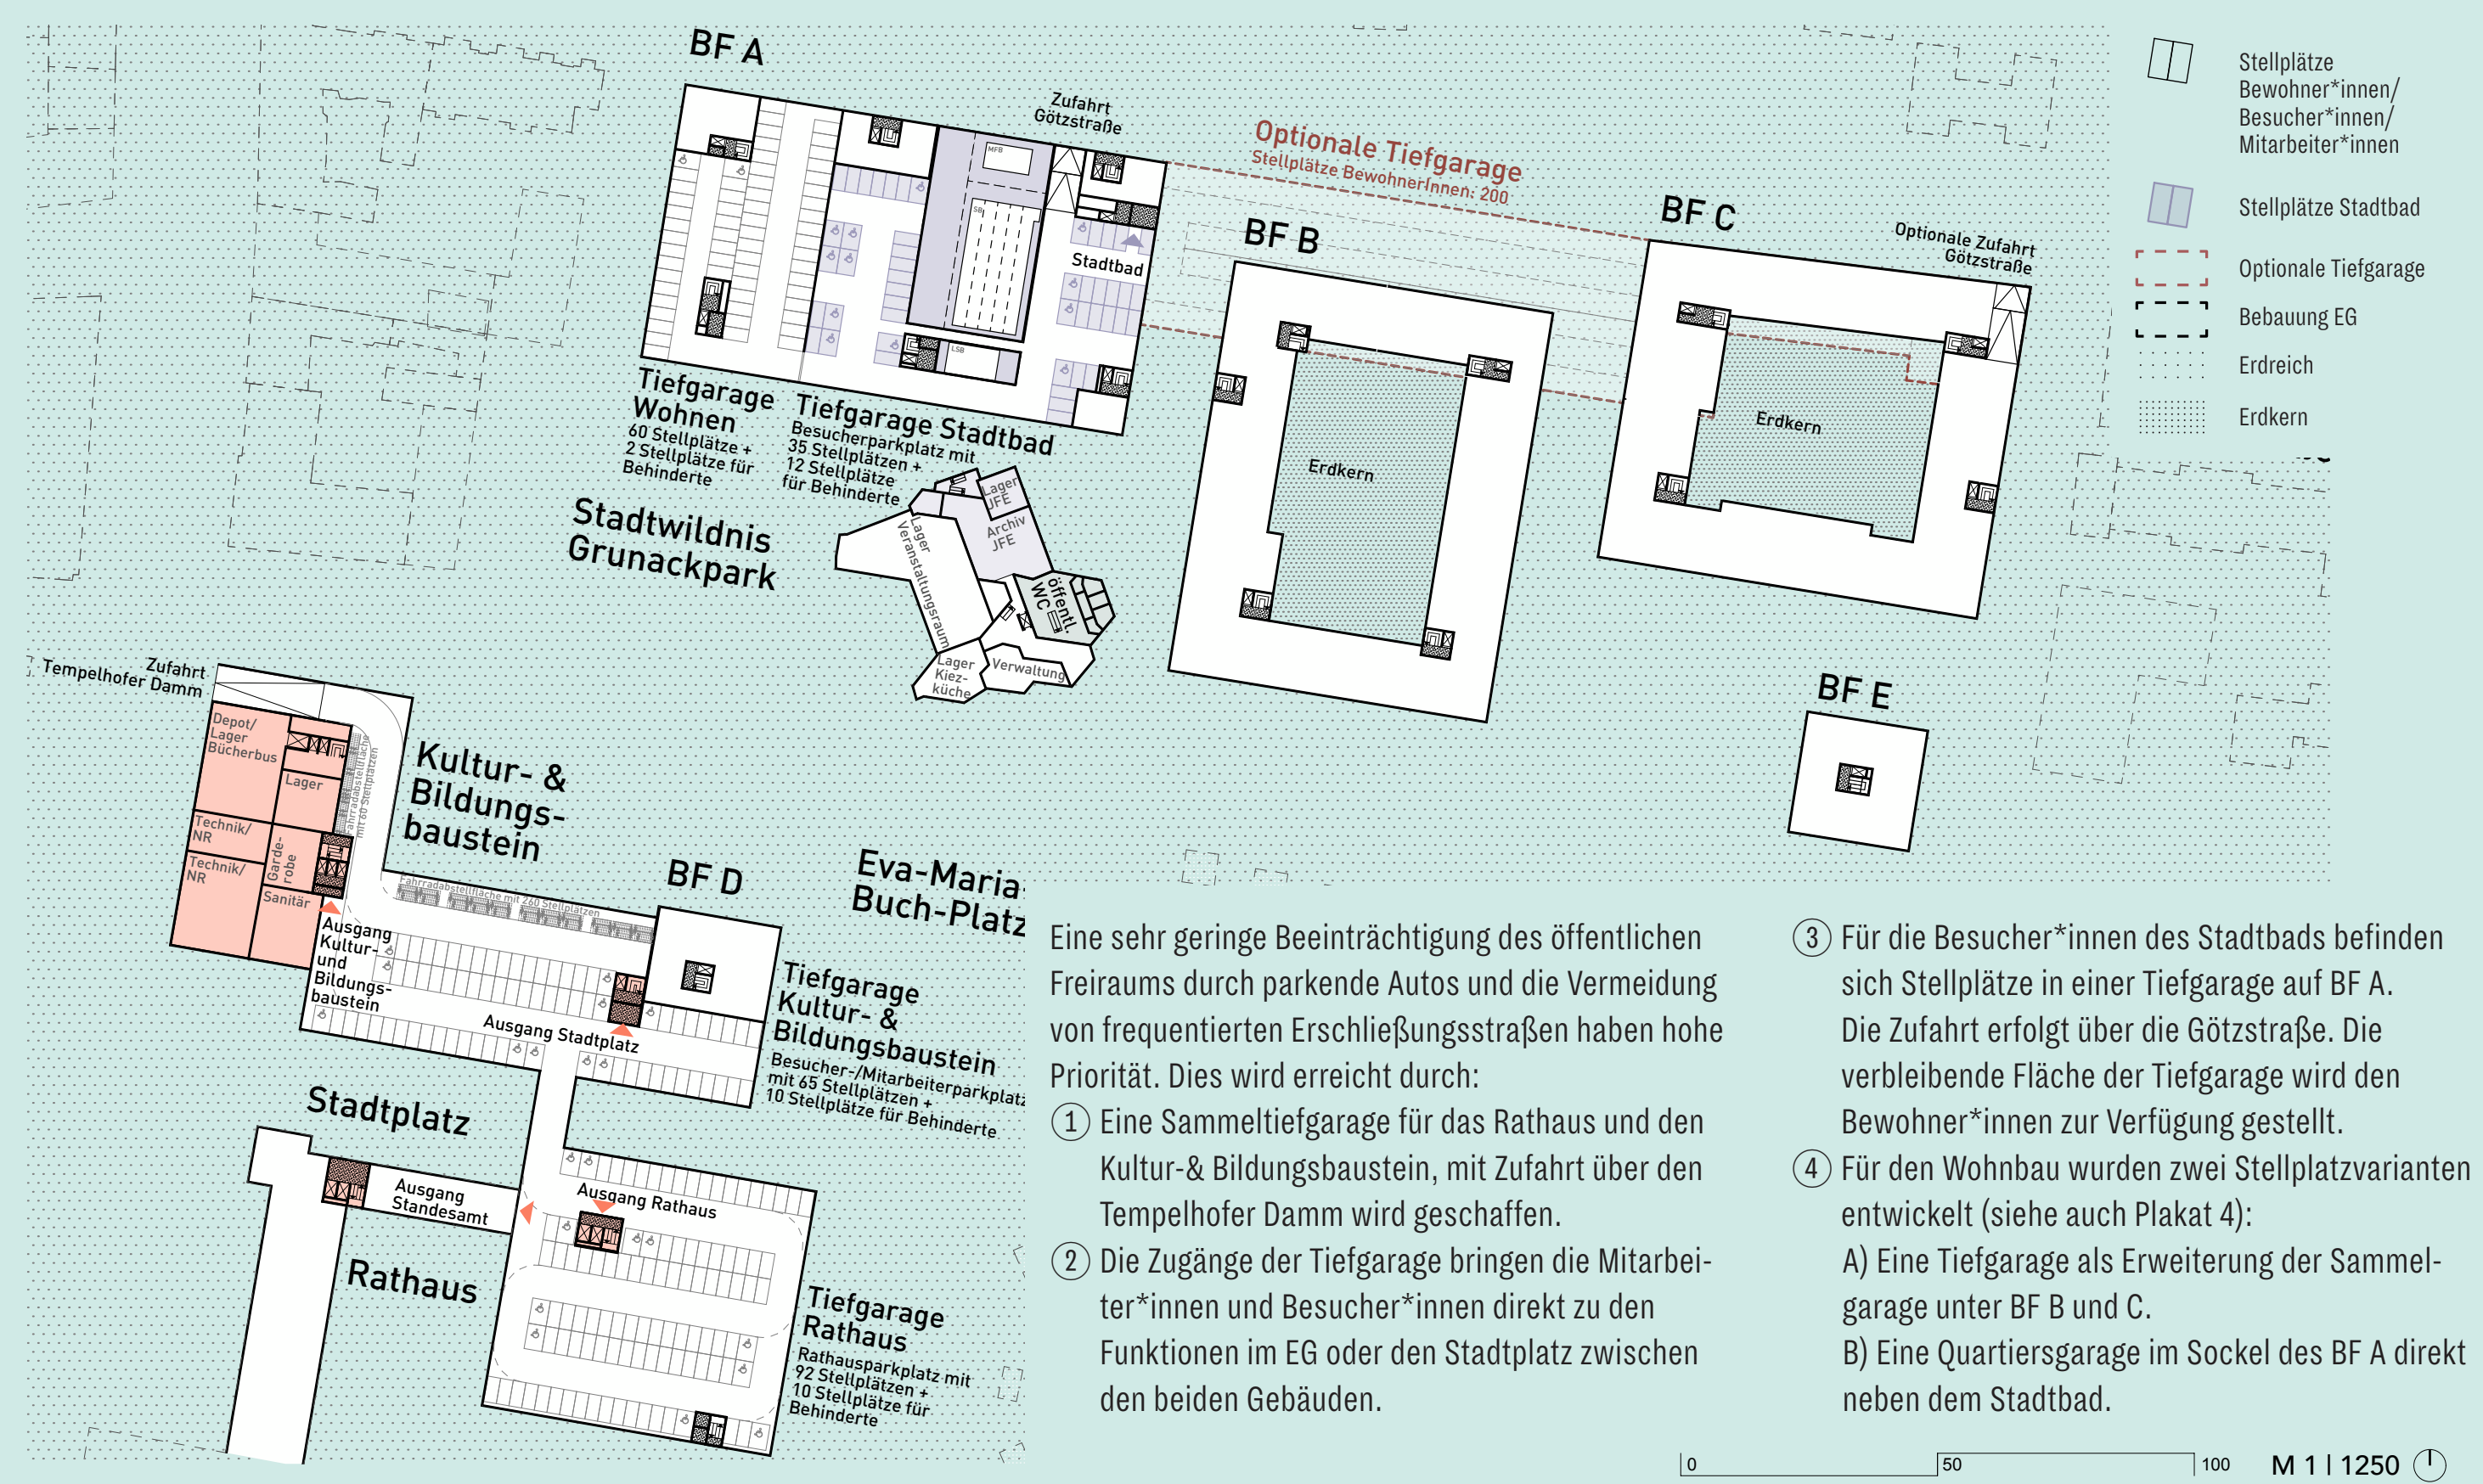 BF A
Zufahrt
Götzstraße
MFB
SB
LSB
Stadtbad
Optionale Tiefgarage
Stellplätze BewohnerInnen: 200
BF B
Erdkern
BF C
Optionale Zufahrt
Götzstraße
Erdkern
Stellplätze
Bewohner*innen/
Besucher*innen/
Mitarbeiter*innen
Stellplätze Stadtbad
Optionale Tiefgarage
Bebauung EG
Erdreich
Erdkern
Tiefgarage
Wohnen
60 Stellplätze +
2 Stellplätze für
Behinderte
Tiefgarage Stadtbad
Besucherparkplatz mit
35 Stellplätzen +
12 Stellplätze
für Behinderte
Stadtwildnis
Grunackpark
Lager
JFE
Archiv
JFE
Lager
Veranstaltungsraum
öffentl.
WC
Lager
Kiez-
küche
Verwaltung
BF E
Zufahrt
Tempelhofer Damm
Depot/
Lager
Bücherbus
Lager
Fahrradabstellfläche
mit 60 Stellplätzen
Technik/
NR
Technik/
NR
Garde-
robe
Sanitär
Kultur- &
Bildungs-
baustein
Fahrradabstellfläche mit 260 Stellplätzen
BF D
Eva-Maria-
Buch-Platz
Ausgang
Kultur-
und
Bildungs-
baustein
Ausgang Stadtplatz
Tiefgarage
Kultur- &
Bildungsbaustein
Besucher-/Mitarbeiterparkplatz
mit 65 Stellplätzen +
10 Stellplätze für Behinderte
Stadtplatz
Ausgang
Standesamt
Ausgang Rathaus
Rathaus
Tiefgarage
Rathaus
Rathausparkplatz mit
92 Stellplätzen +
10 Stellplätze für
Behinderte
Eine sehr geringe Beeinträchtigung des öffentlichen
Freiraums durch parkende Autos und die Vermeidung
von frequentierten Erschließungsstraßen haben hohe
Priorität. Dies wird erreicht durch:
① Eine Sammeltiefgarage für das Rathaus und den
Kultur-& Bildungsbaustein, mit Zufahrt über den
Tempelhofer Damm wird geschaffen.
② Die Zugänge der Tiefgarage bringen die Mitarbei-
ter*innen und Besucher*innen direkt zu den
Funktionen im EG oder den Stadtplatz zwischen
den beiden Gebäuden.
③ Für die Besucher*innen des Stadtbads befinden
sich Stellplätze in einer Tiefgarage auf BF A.
Die Zufahrt erfolgt über die Götzstraße. Die
verbleibende Fläche der Tiefgarage wird den
Bewohner*innen zur Verfügung gestellt.
④ Für den Wohnbau wurden zwei Stellplatzvarianten
entwickelt (siehe auch Plakat 4):
A) Eine Tiefgarage als Erweiterung der Sammel-
garage unter BF B und C.
B) Eine Quartiersgarage im Sockel des BF A direkt
neben dem Stadtbad.
0 50 100 M 1 | 1250